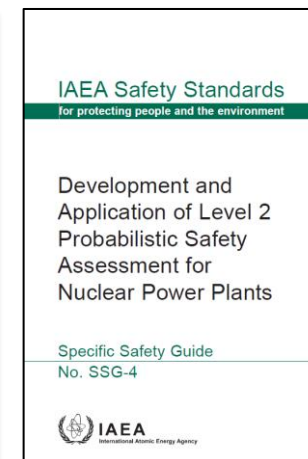 IAEA Safety Standards
for protecting people and the environment
Development and
Application of Level 2
Probabilistic Safety
Assessment for
Nuclear Power Plants
Specific Safety Guide
No. SSG-4
IAEA
International Atomic Energy Agency